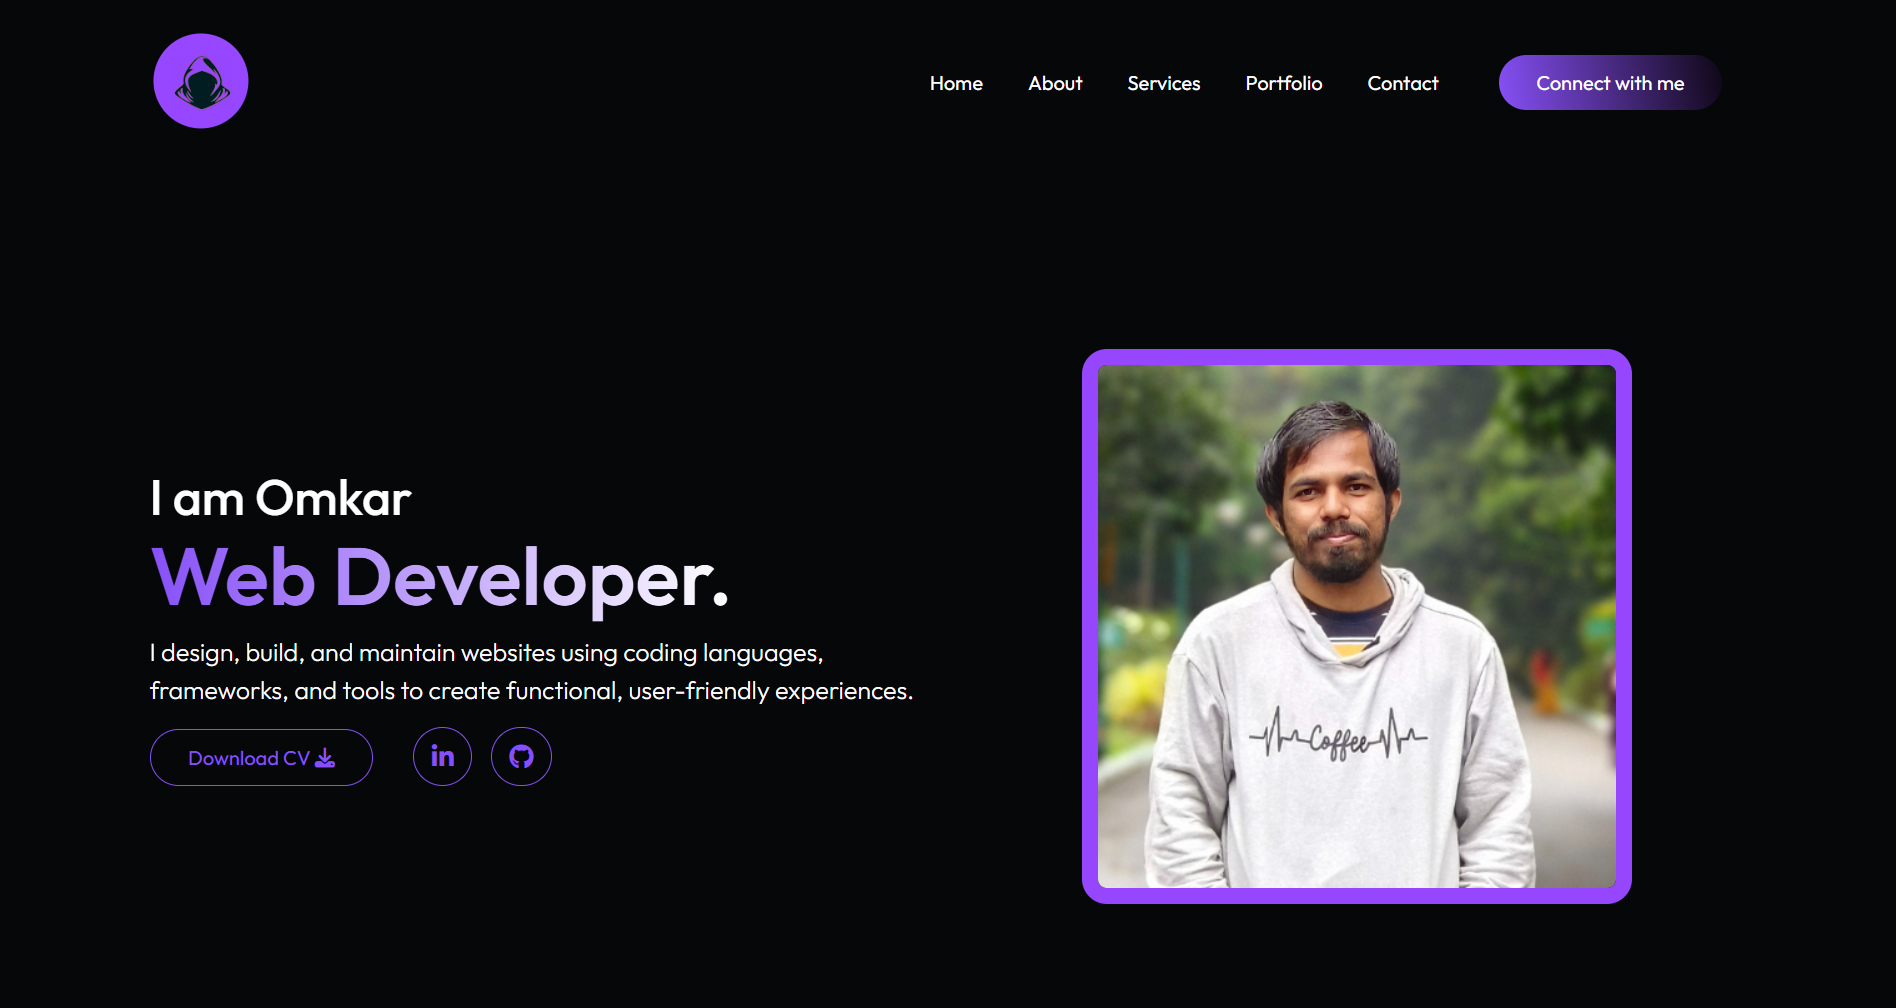 Home About Services Portfolio Contact Connect with me
I am Omkar
Web Developer.
I design, build, and maintain websites using coding languages,
frameworks, and tools to create functional, user-friendly experiences.
Download CV in
Coffee